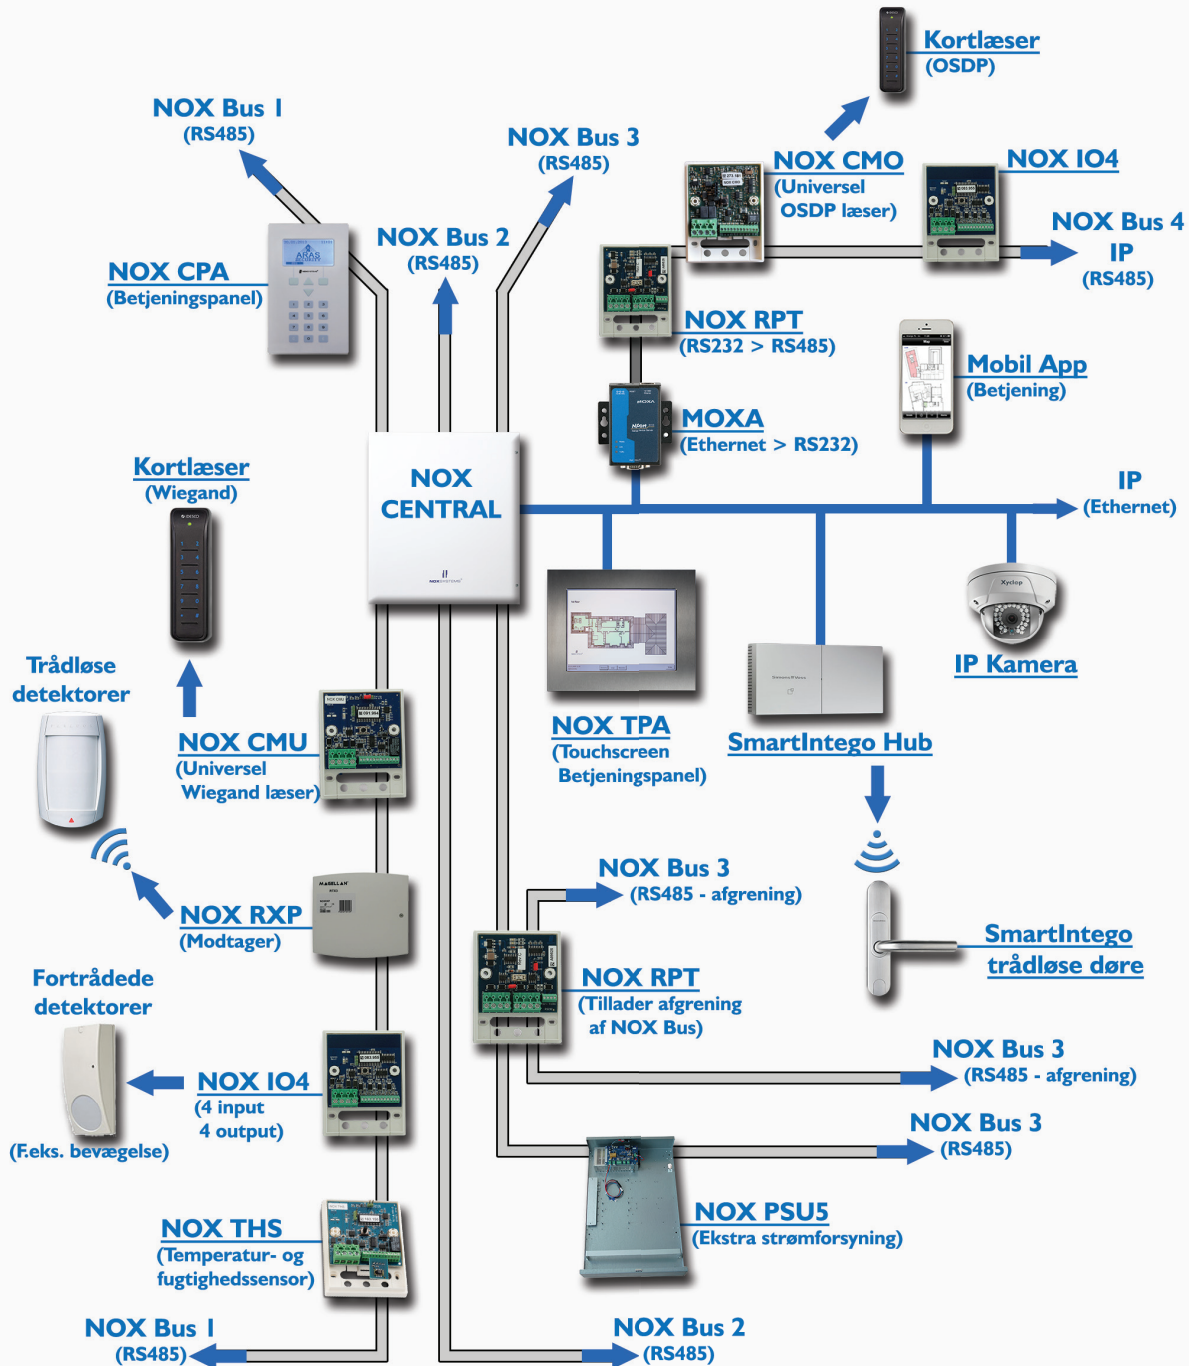 Kortlæser
(OSDP)
NOX Bus 1
(RS485)
NOX Bus 3
(RS485)
NOX CMO
(Universel
OSDP læser)
NOX IO4
NOX Bus 4
IP
(RS485)
NOX Bus 2
(RS485)
NOX CPA
(Betjeningspanel)
ARAS
SECURITY
NOX RPT
(RS232 > RS485)
Mobil App
(Betjening)
MOXA
MOXA
(Ethernet > RS232)
Kortlæser
(Wiegand)
NOX
CENTRAL
NOXSYSTEMS
IP
(Ethernet)
Xyclop
IP Kamera
Trådløse
detektorer
NOX CMU
(Universel
Wiegand læser)
NOX TPA
(Touchscreen
Betjeningspanel)
SmartIntego Hub
MAGELLAN
NOX RXP
(Modtager)
NOX Bus 3
(RS485 - afgrening)
SmartIntego
trådløse døre
Fortrådede
detektorer
NOX RPT
(Tillader afgrening
af NOX Bus)
NOX IO4
(4 input
4 output)
(F.eks. bevægelse)
NOX Bus 3
(RS485 - afgrening)
NOX Bus 3
(RS485)
NOX THS
(Temperatur- og
fugtighedssensor)
NOX PSU5
(Ekstra strømforsyning)
NOX Bus 1
(RS485)
NOX Bus 2
(RS485)